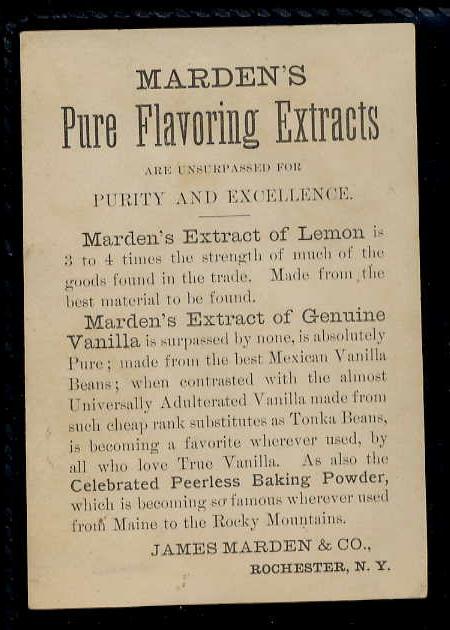 MARDEN'S
Pure Flavoring Extracts
ARE UNSURPASSED FOR
PURITY AND EXCELLENCE.
Marden's Extract of Lemon is
3 to 4 times the strength of much of the
goods found in the trade. Made from the
best material to be found.
Marden's Extract of Genuine
Vanilla is surpassed by none, is absolutely
Pure; made from the best Mexican Vanilla
Beans; when contrasted with the almost
Universally Adulterated Vanilla made from
such cheap rank substitutes as Tonka Beans,
is becoming a favorite wherever used, by
all who love True Vanilla. As also the
Celebrated Peerless Baking Powder,
which is becoming so famous wherever used
from Maine to the Rocky Mountains.
JAMES MARDEN & CO.,
ROCHESTER, N. Y.